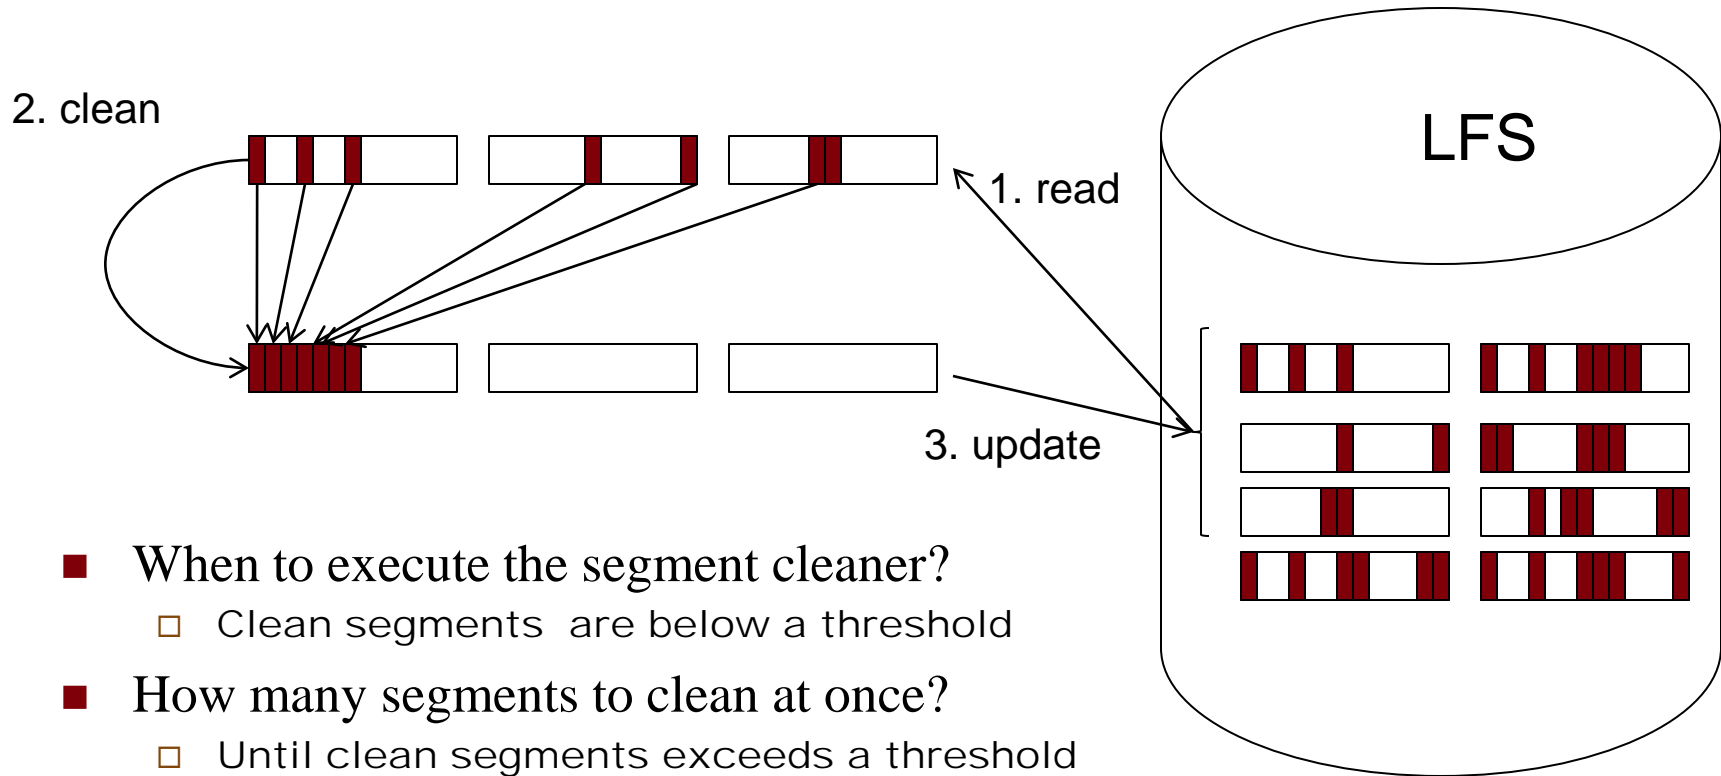 2. clean
LFS
1. read
3. update
■ When to execute the segment cleaner?
□ Clean segments are below a threshold
■ How many segments to clean at once?
□ Until clean segments exceeds a threshold